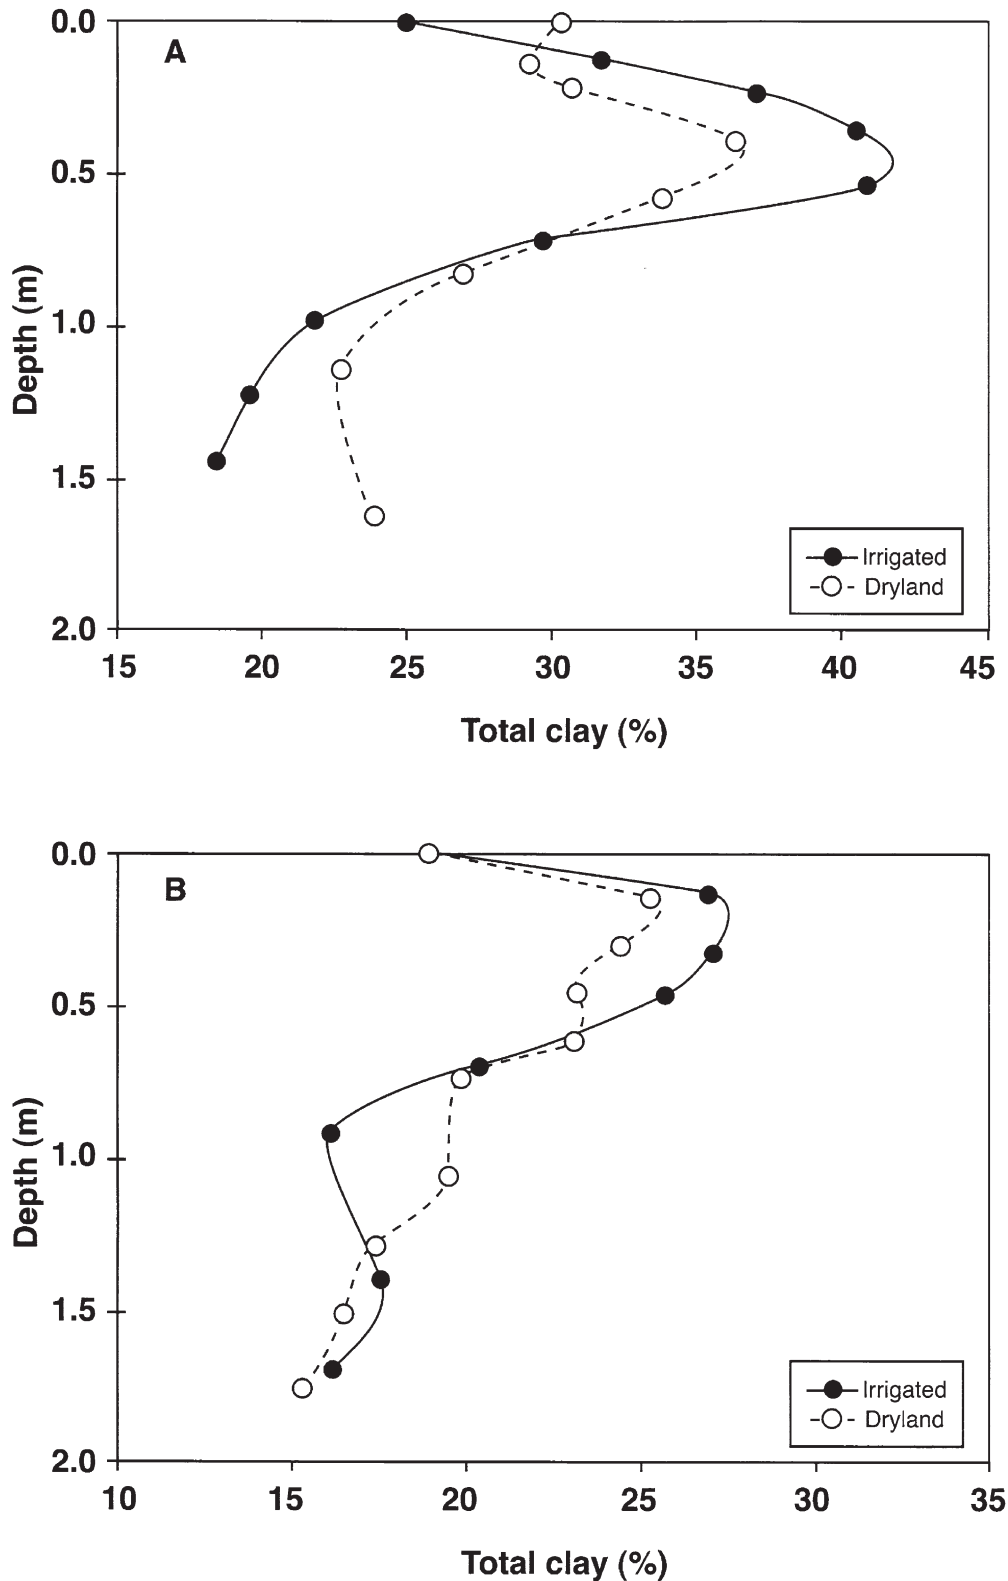 0.0
A
0.5
Depth (m)
1.0
1.5
Irrigated
Dryland
2.0
15 20 25 30 35 40 45
Total clay (%)
0.0
B
0.5
Depth (m)
1.0
1.5
Irrigated
Dryland
2.0
10 15 20 25 30 35
Total clay (%)